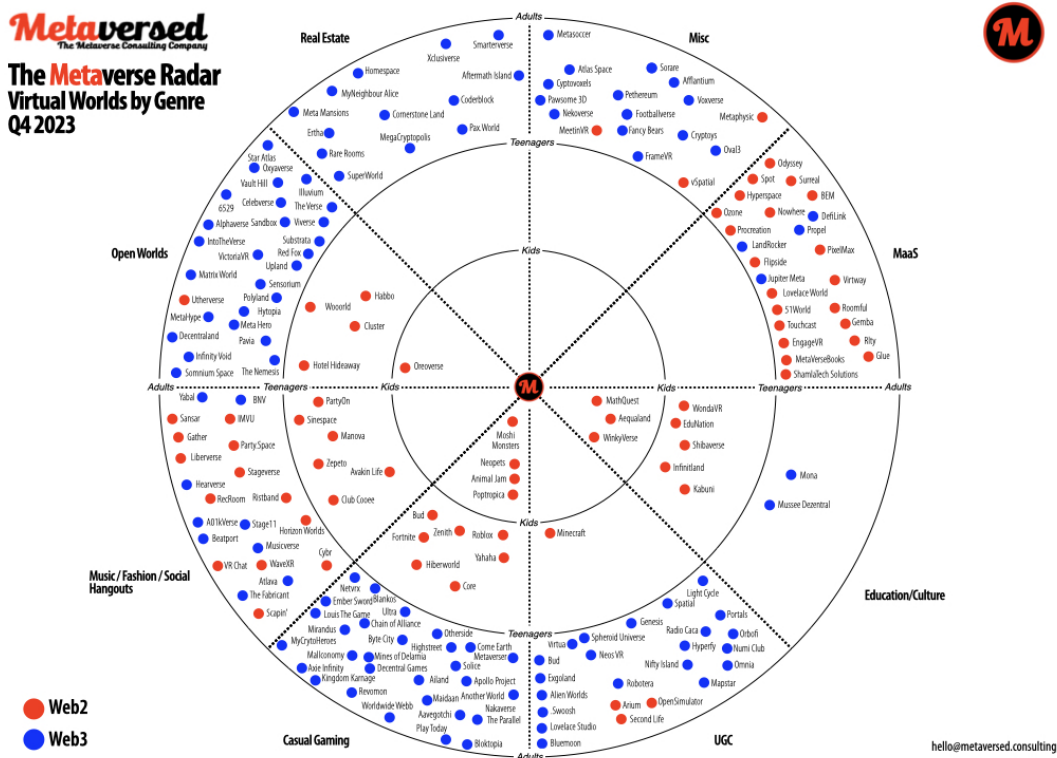 Metaversed
The Metaverse Consulting Company
The Metaverse Radar
Virtual Worlds by Genre
Q4 2023
M
Adults
Real Estate
Smarterverse
Xclusiverse
Homespace
Aftermath Island
MyNeighbour Alice
Coderblock
Meta Mansions
Cornerstone Land
Ertha
MegaCryptopolis
Pax World
Rare Rooms
SuperWorld
Misc
Metasoccer
Atlas Space
Sorare
Cyptovoxels
Afflantium
Pawsome 3D
Pethereum
Voxverse
Nekoverse
Footballverse
Metaphysic
MeetinVR
Fancy Bears
Cryptoys
FrameVR
Oval3
vSpatial
Teenagers
Kids
Open Worlds
Star Atlas
Oxyaverse
Vault Hill
Illuvium
6529
Celebverse
The Verse
Alphaverse
Sandbox
Viverse
IntoTheVerse
Substrata
VictoriaVR
Red Fox
Upland
Matrix World
Sensorium
Utherverse
Polyland
Hytopia
MetaHype
Meta Hero
Decentraland
Pavia
Infinity Void
Somnium Space
The Nemesis
Habbo
Wooorld
Cluster
Hotel Hideaway
Oreoverse
MaaS
Odyssey
Spot
Surreal
Hyperspace
BEM
Ozone
Nowhere
DefiLink
Procreation
Propel
LandRocker
PixelMax
Flipside
Jupiter Meta
Virtway
Lovelace World
51World
Roomful
Touchcast
Gemba
EngageVR
Rlty
MetaVerseBooks
Glue
ShamlaTech Solutions
Adults
Teenagers
Kids
M
Kids
Teenagers
Adults
Yabal
BNV
PartyOn
Sansar
IMVU
Sinespace
Gather
Manova
Party.Space
Liberverse
Zepeto
Stageverse
Avakin Life
Hearverse
RecRoom
Ristband
Club Cooee
A01kVerse
Stage11
Horizon Worlds
Beatport
Musicverse
Cybr
VR Chat
WaveXR
Atlava
The Fabricant
Scapin'
Music / Fashion / Social
Hangouts
MathQuest
WondaVR
Aequaland
EduNation
WinkyVerse
Shibaverse
Infinitland
Kabuni
Mona
Mussee Dezentral
Education/Culture
Moshi
Monsters
Neopets
Animal Jam
Poptropica
Kids
Bud
Fortnite
Zenith
Roblox
Yahaha
Hiberworld
Core
Minecraft
Netvrx
Blankos
Ember Sword
Louis The Game
Ultra
Chain of Alliance
Mirandus
Byte City
Otherside
MyCrytoHeroes
Highstreet
Come Earth
Mallconomy
Mines of Delarnia
Metaverser
Axie Infinity
Decentral Games
Solice
Kingdom Karnage
Ailand
Apollo Project
Revomon
Maidaan
Another World
Worldwide Webb
Nakaverse
Aavegotchi
The Parallel
Play Today
Bloktopia
Casual Gaming
Teenagers
Light Cycle
Spatial
Portals
Genesis
Radio Caca
Orbofi
Spheroid Universe
Virtua
Hyperfy
Numi Club
Neos VR
Bud
Nifty Island
Omnia
Exgoland
Robotera
Mapstar
Alien Worlds
Arium
OpenSimulator
.Swoosh
Second Life
Lovelace Studio
Bluemoon
UGC
Adults
Web2
Web3
hello@metaversed.consulting